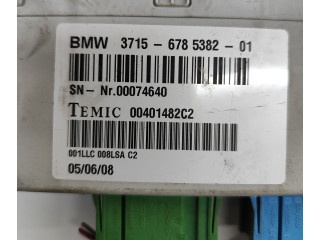 BMW 3715 - 678 5382 - 01
SN - Nr.00074640
TEMIC 00401482C2
001LLC 008LSA C2
05/06/08